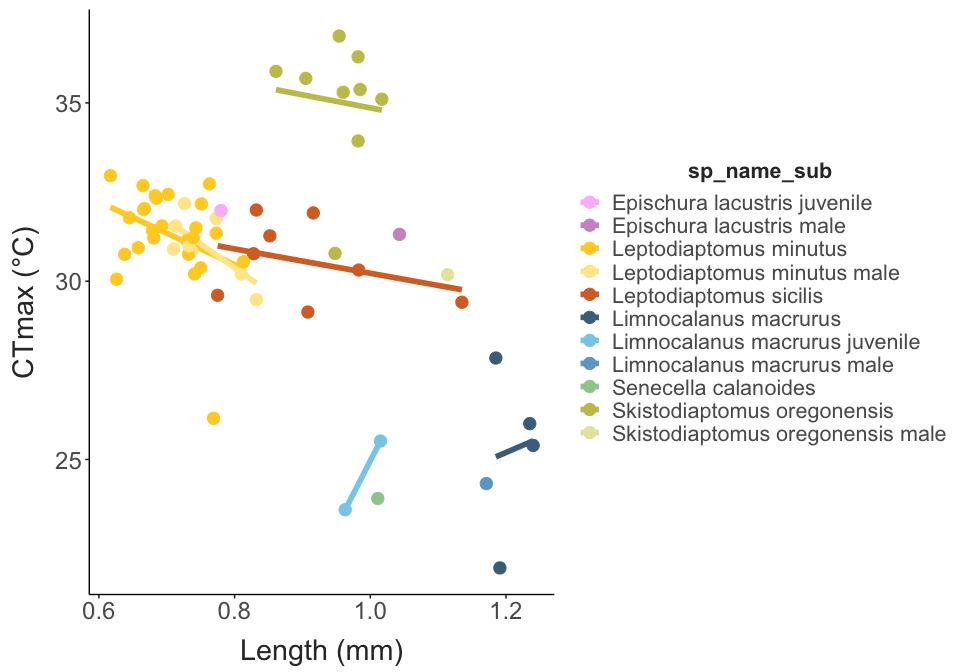 CTmax (°C)
35
30
25
0.6
0.8
1.0
1.2
Length (mm)
sp_name_sub
Epischura lacustris juvenile
Epischura lacustris male
Leptodiaptomus minutus
Leptodiaptomus minutus male
Leptodiaptomus sicilis
Limnocalanus macrurus
Limnocalanus macrurus juvenile
Limnocalanus macrurus male
Senecella calanoides
Skistodiaptomus oregonensis
Skistodiaptomus oregonensis male